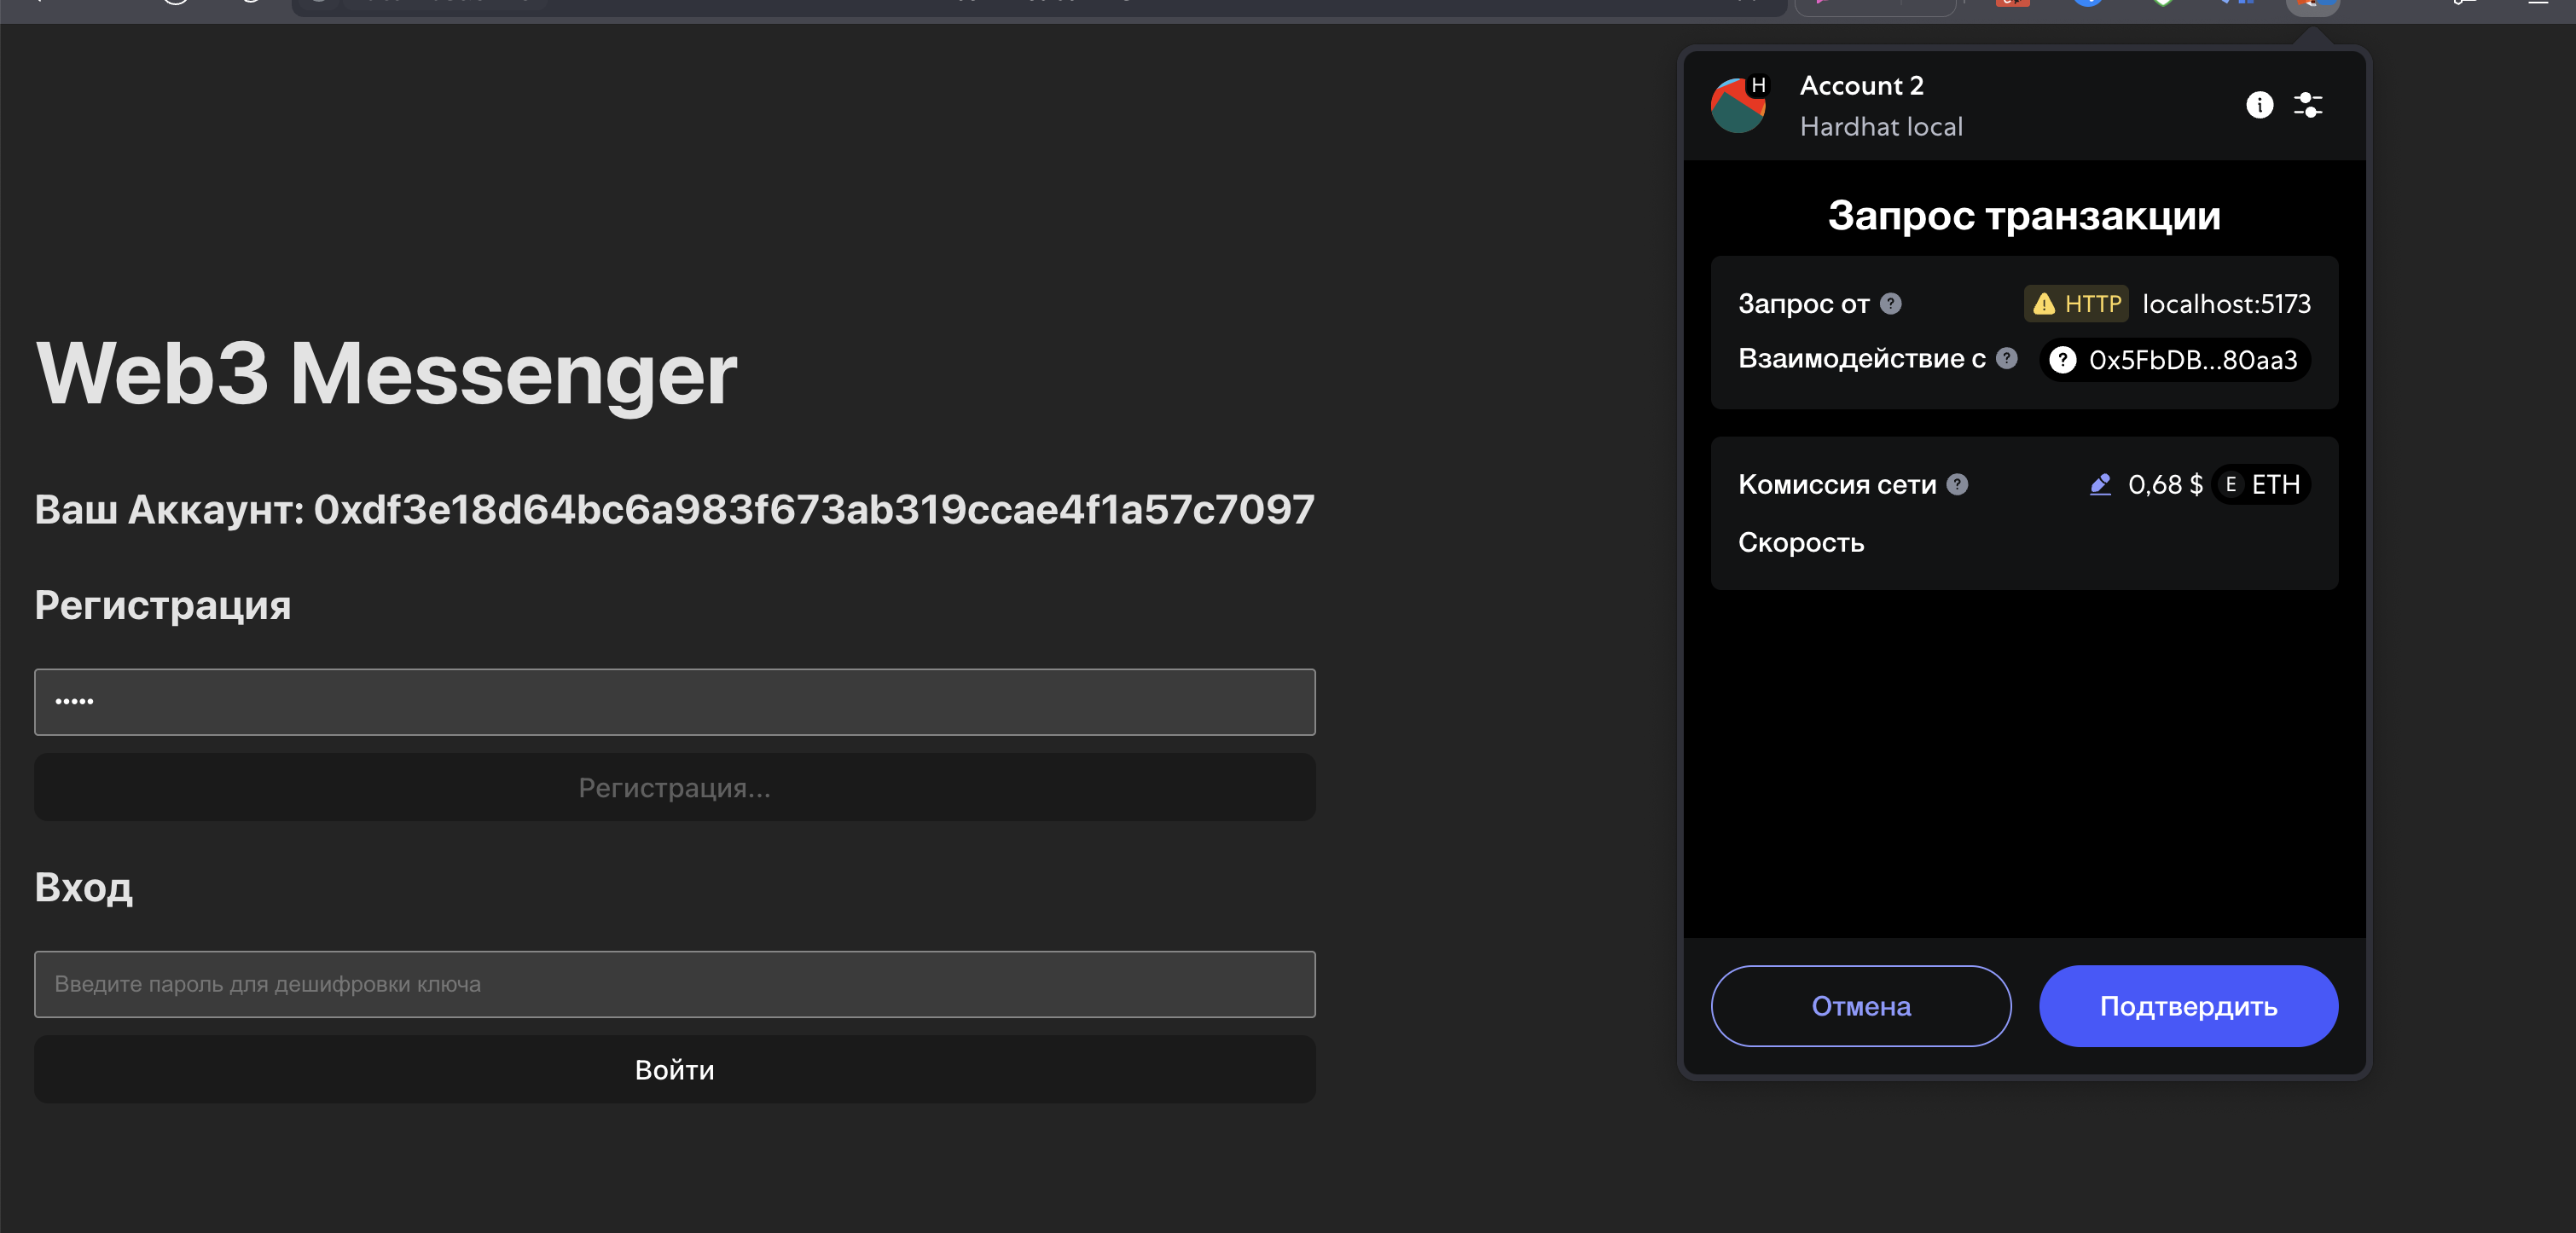 Web3 Messenger
Ваш Аккаунт: 0xdf3e18d64bc6a983f673ab319ccae4f1a57c7097
Регистрация
•••••
Регистрация...
Вход
Введите пароль для дешифровки ключа
Войти
H
Account 2
Hardhat local
Запрос транзакции
Запрос от HTTP localhost:5173
Взаимодействие с 0x5FbDB...80aa3
Комиссия сети 0,68 $ E ETH
Скорость
Отмена
Подтвердить